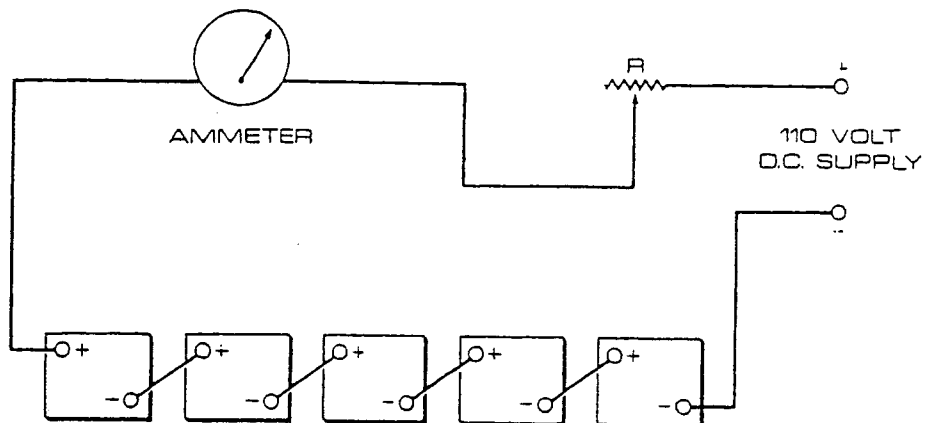 R
+
AMMETER
110 VOLT
D.C. SUPPLY
-
+ + + + +
- - - - -